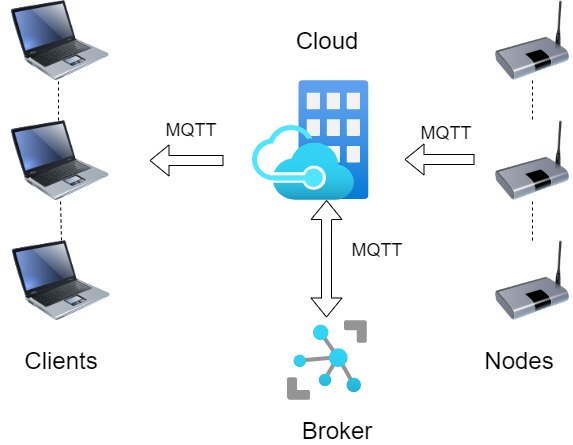 Cloud
MQTT
MQTT
MQTT
Clients
Nodes
Broker